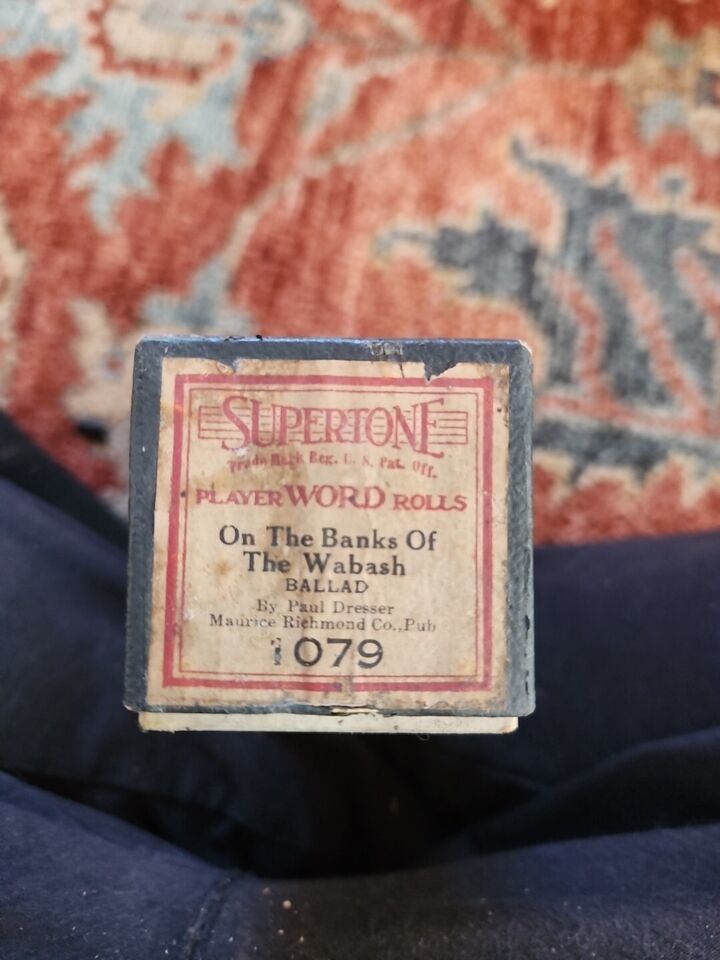 SUPERTONE
Trade Mark Reg. U. S. Pat. Off.
PLAYER WORD ROLLS
On The Banks Of
The Wabash
BALLAD
By Paul Dresser
Maurice Richmond Co., Pub
1079